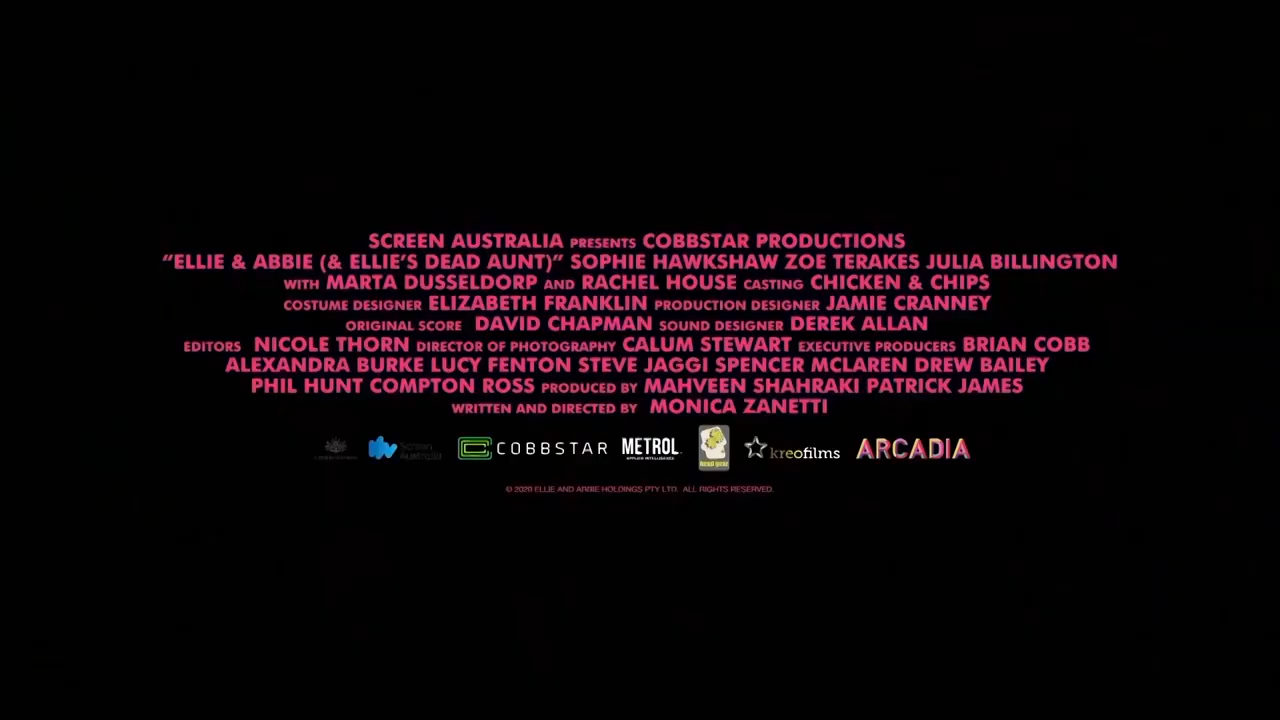 SCREEN AUSTRALIA PRESENTS COBBSTAR PRODUCTIONS
“ELLIE & ABBIE (& ELLIE’S DEAD AUNT)” SOPHIE HAWKSHAW ZOE TERAKES JULIA BILLINGTON
WITH MARTA DUSSELDORP AND RACHEL HOUSE CASTING CHICKEN & CHIPS
COSTUME DESIGNER ELIZABETH FRANKLIN PRODUCTION DESIGNER JAMIE CRANNEY
ORIGINAL SCORE DAVID CHAPMAN SOUND DESIGNER DEREK ALLAN
EDITORS NICOLE THORN DIRECTOR OF PHOTOGRAPHY CALUM STEWART EXECUTIVE PRODUCERS BRIAN COBB
ALEXANDRA BURKE LUCY FENTON STEVE JAGGI SPENCER MCLAREN DREW BAILEY
PHIL HUNT COMPTON ROSS PRODUCED BY MAHVEEN SHAHRAKI PATRICK JAMES
WRITTEN AND DIRECTED BY MONICA ZANETTI
Screen Australia COBBSTAR METROL head gear kreofilms ARCADIA
© 2020 ELLIE AND ABBIE HOLDINGS PTY LTD. ALL RIGHTS RESERVED.